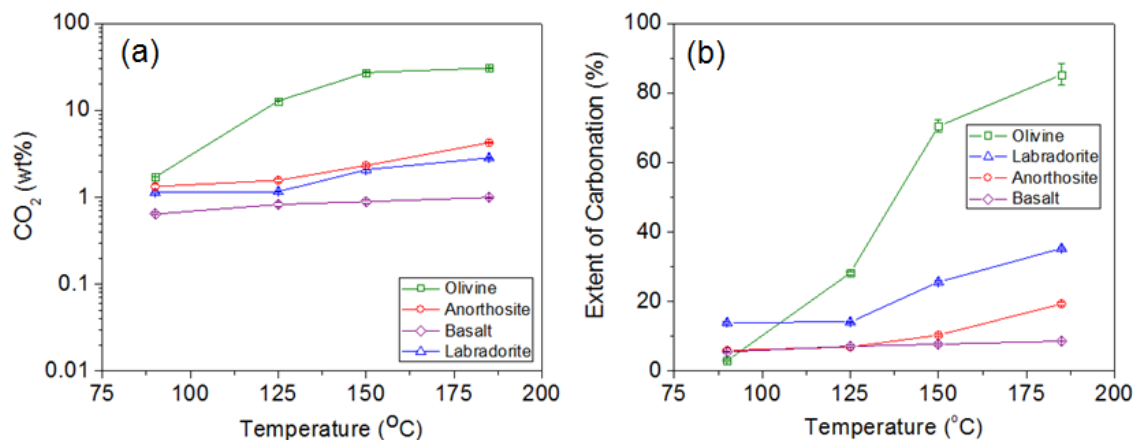 (a)
CO₂ (wt%)
100
10
1
0.1
0.01
75 100 125 150 175 200
Temperature (ᴼC)
Olivine
Anorthosite
Basalt
Labradorite
(b)
Extent of Carbonation (%)
100
80
60
40
20
0
75 100 125 150 175 200
Temperature (°C)
Olivine
Labradorite
Anorthosite
Basalt